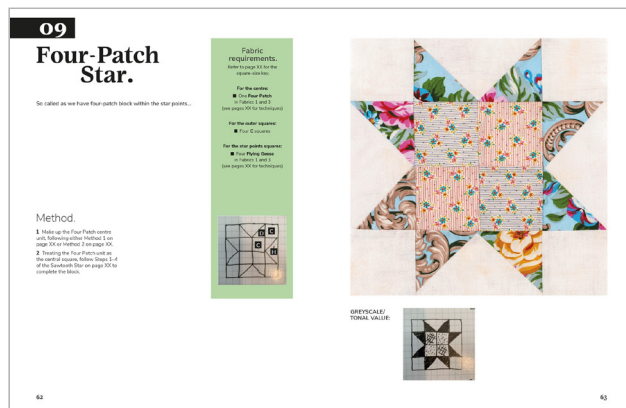 09
Four-Patch
Star.
So called as we have four-patch block within the star points...
Fabric
requirements.
Refer to page XX for the
square-size key.
For the centre:
■ One Four Patch
in Fabrics 1 and 3
(see pages XX for techniques)
For the outer squares:
■ Four C squares
For the star points squares:
■ Four Flying Geese
in Fabrics 1 and 3
(see pages XX for techniques)
D C
C
H
Method.
1 Make up the Four Patch centre
unit, following either Method 1 on
page XX or Method 2 on page XX.
2 Treating the Four Patch unit as
the central square, follow Steps 1–4
of the Sawtooth Star on page XX to
complete the block.
GREYSCALE/
TONAL VALUE:
62
63